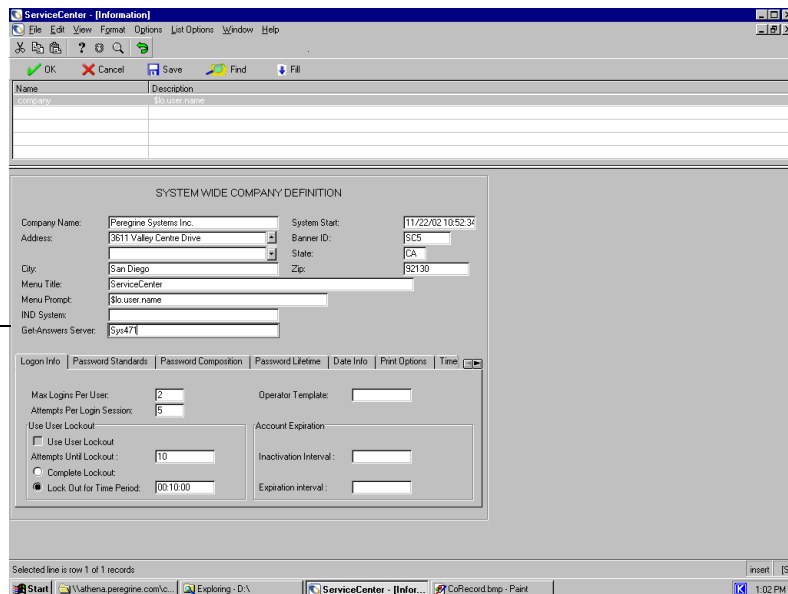 ServiceCenter - [Information]
File Edit View Format Options List Options Window Help
OK Cancel Save Find Fill
Name Description
company $lo.user.name
SYSTEM WIDE COMPANY DEFINITION
Company Name: Peregrine Systems Inc. System Start: 11/22/02 10:52:34
Address: 3611 Valley Centre Drive Banner ID: SC5
State: CA
City: San Diego Zip: 92130
Menu Title: ServiceCenter
Menu Prompt: $lo.user.name
IND System:
Get-Answers Server: Sys471
Logon Info Password Standards Password Composition Password Lifetime Date Info Print Options Time
Max Logins Per User: 2 Operator Template:
Attempts Per Login Session: 5
Use User Lockout Account Expiration
Use User Lockout
Attempts Until Lockout : 10 Inactivation Interval :
Complete Lockout:
Lock Out for Time Period: 00:10:00 Expiration interval :
Selected line is row 1 of 1 records insert [S
Start \\athena.peregrine.com\c... Exploring - D:\ ServiceCenter - [Infor... CoRecord.bmp - Paint K 1:02 PM